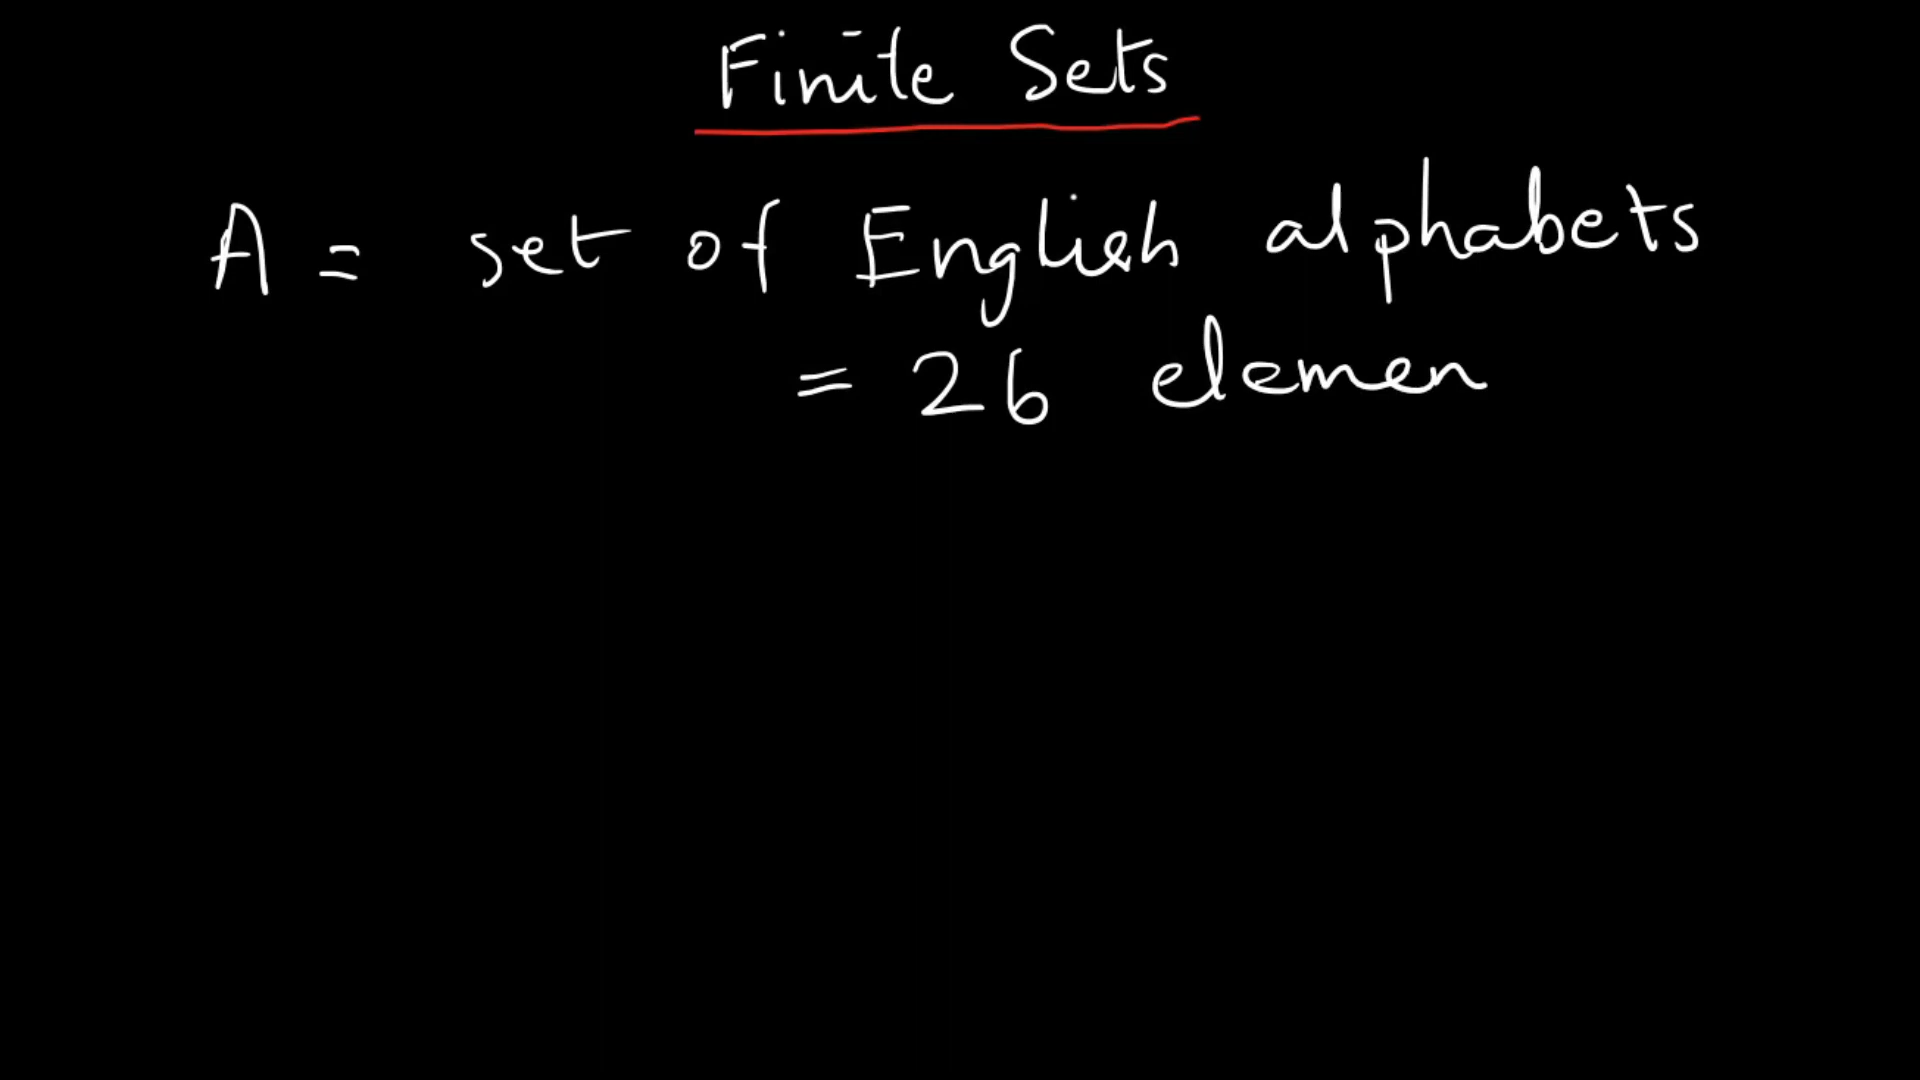 Finite Sets
A = set of English alphabets
= 26 elemen